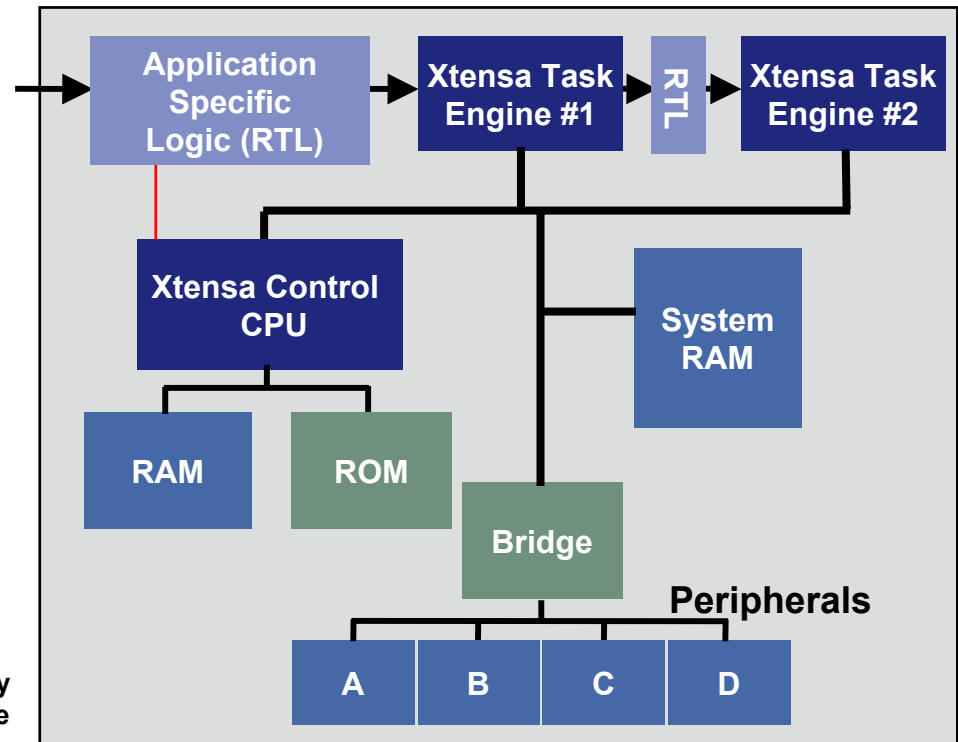 Application
Specific
Logic (RTL)
Xtensa Task
Engine #1
RTL
Xtensa Task
Engine #2
Xtensa Control
CPU
System
RAM
RAM
ROM
Bridge
Peripherals
A
B
C
D
y
e